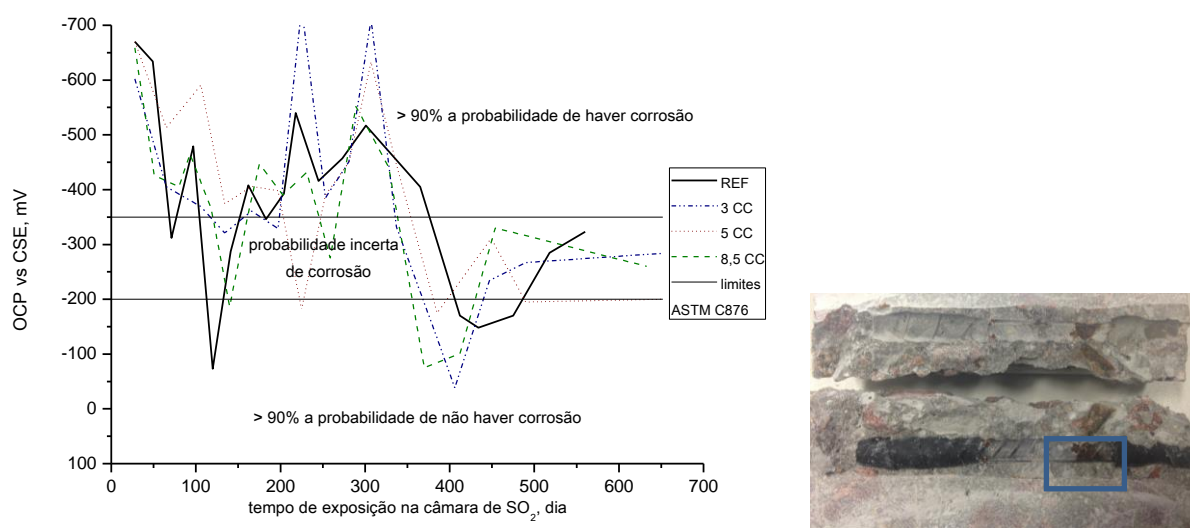 -700
-600
-500
-400
-300
-200
-100
0
100
OCP vs CSE, mV
> 90% a probabilidade de haver corrosão
probabilidade incerta
de corrosão
> 90% a probabilidade de não haver corrosão
REF
3 CC
5 CC
8,5 CC
limites
ASTM C876
0 100 200 300 400 500 600 700
tempo de exposição na câmara de SO2, dia